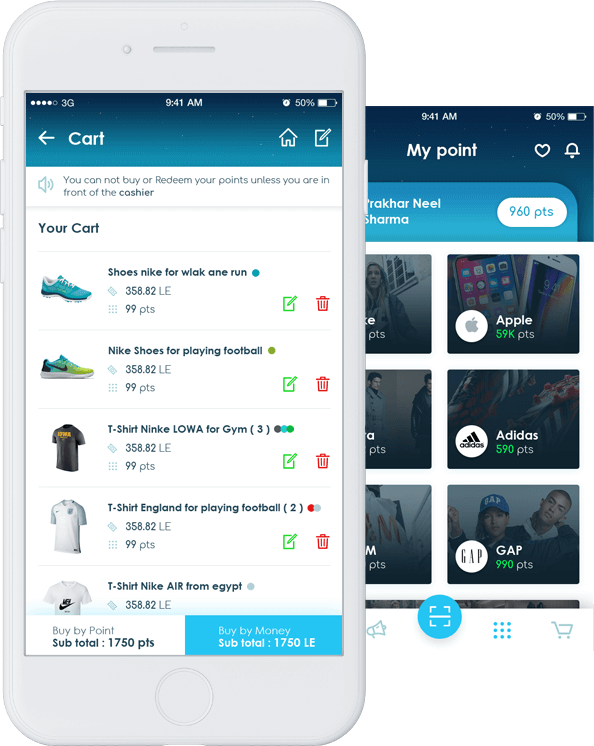 3G 9:41 AM 50%
Cart
You can not buy or Redeem your points unless you are in
front of the cashier
Your Cart
Shoes nike for wlak ane run
358.82 LE
99 pts
Nike Shoes for playing football
358.82 LE
99 pts
T-Shirt Ninke LOWA for Gym ( 3 )
358.82 LE
99 pts
T-Shirt England for playing football ( 2 )
358.82 LE
99 pts
T-Shirt Nike AIR from egypt
358.82 LE
Buy by Point
Sub total : 1750 pts
Buy by Money
Sub total : 1750 LE
9:41 AM 50%
My point
Prakhar Neel
Sharma
960 pts
ke
pts
Apple
59K pts
ra
pts
adidas
Adidas
590 pts
M
pts
GAP
GAP
GAP
990 pts